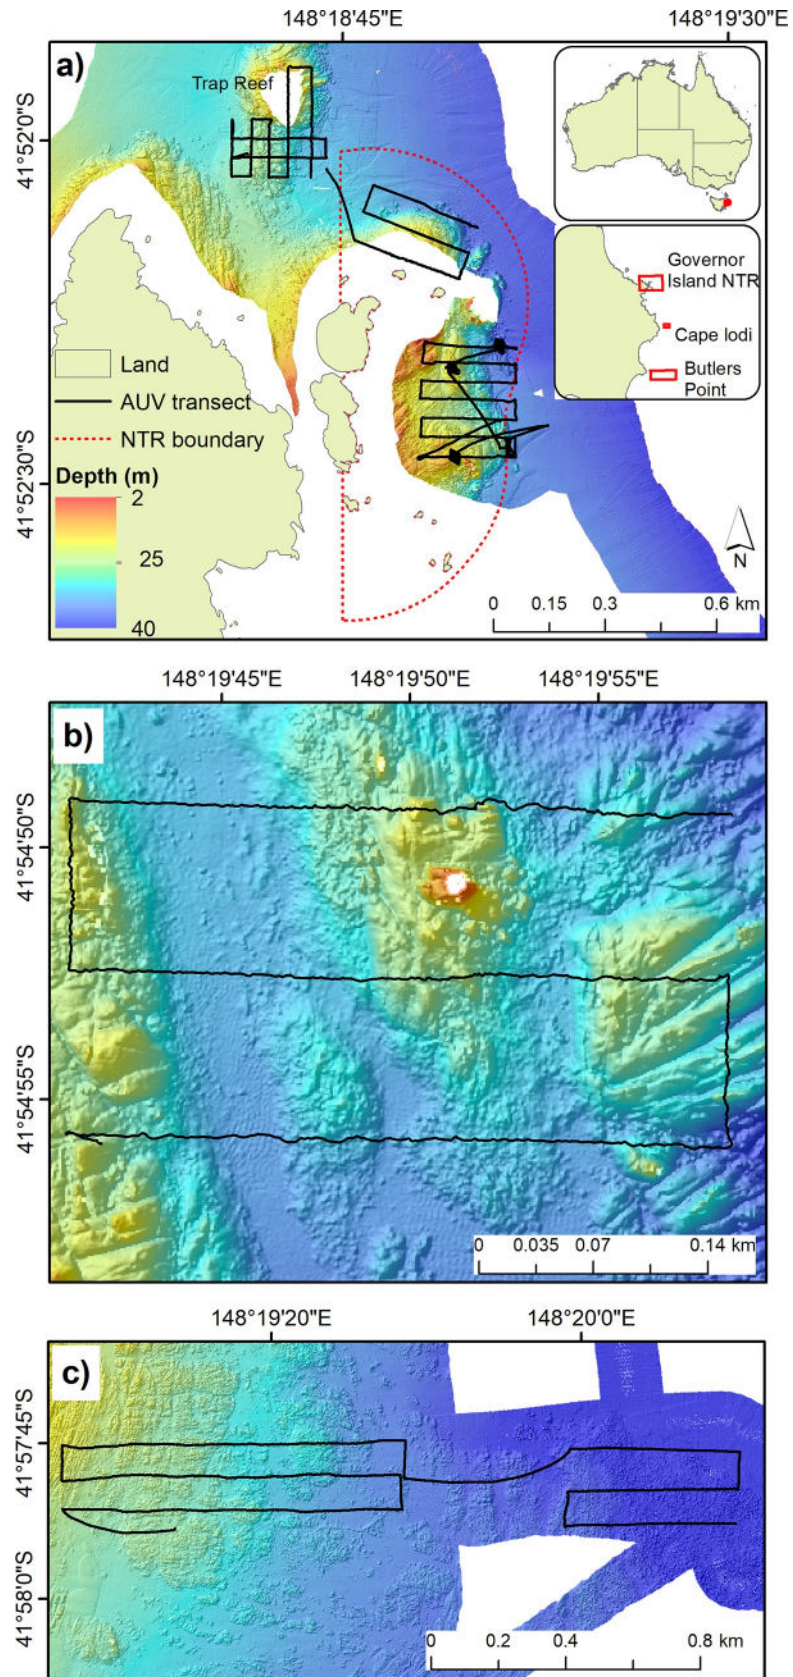 148°18'45"E 148°19'30"E
a)
Trap Reef
41°52'0"S
Governor
Island NTR
Cape Iodi
Butlers
Point
Land
AUV transect
NTR boundary
Depth (m)
2
25
40
41°52'30"S
N
0 0.15 0.3 0.6 km
148°19'45"E 148°19'50"E 148°19'55"E
b)
41°54'50"S
41°54'55"S
0 0.035 0.07 0.14 km
148°19'20"E 148°20'0"E
c)
41°57'45"S
41°58'0"S
0 0.2 0.4 0.8 km